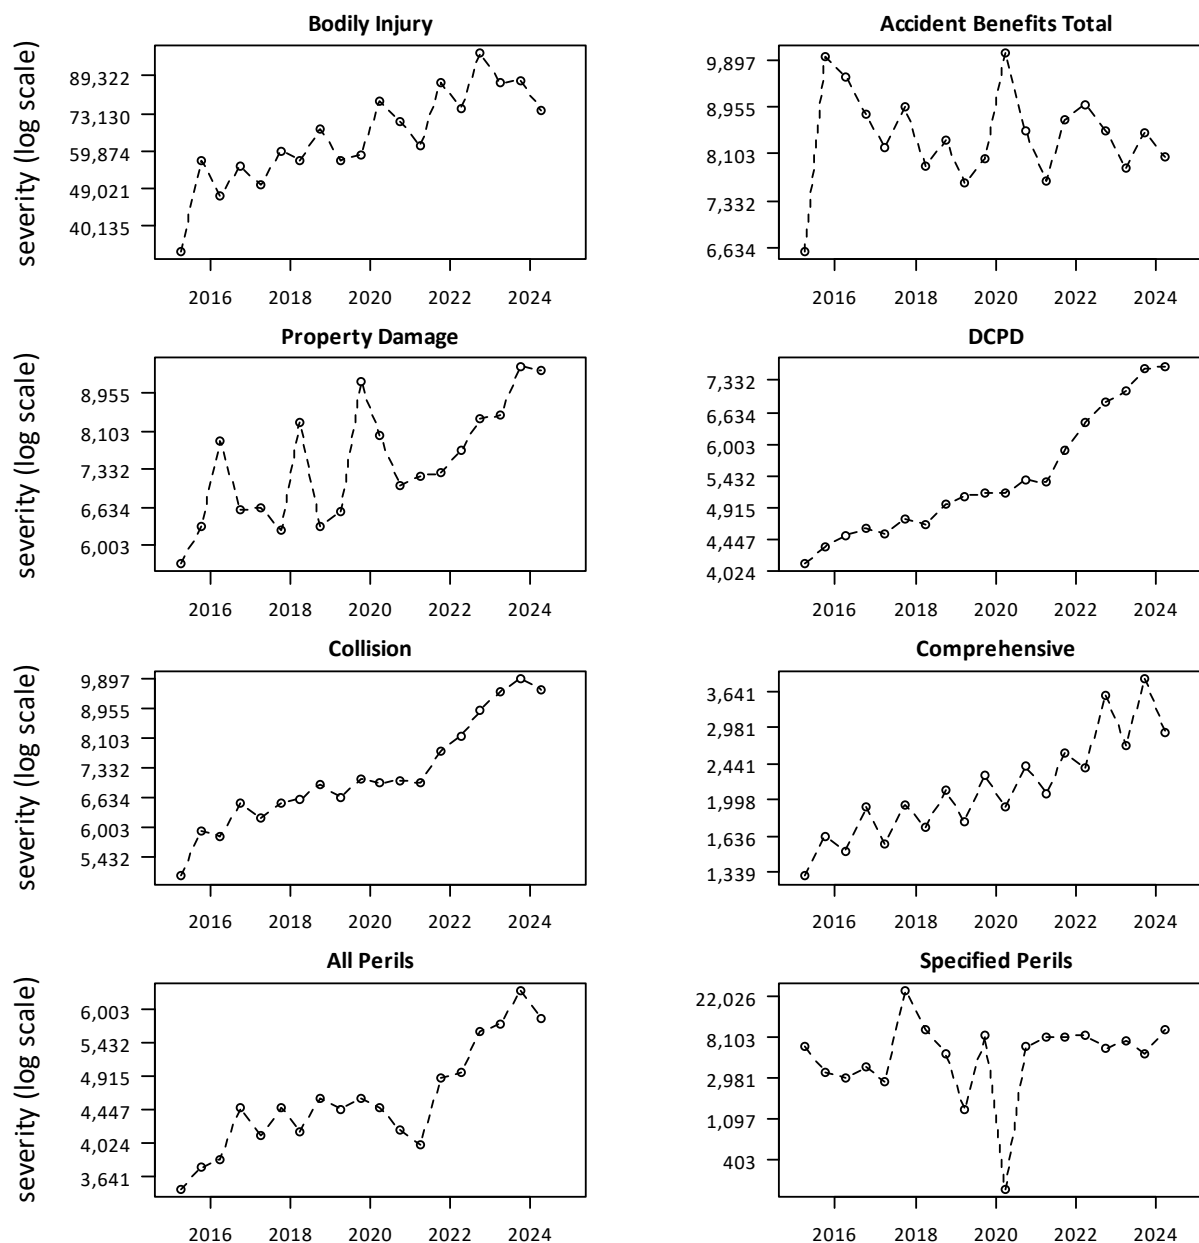 Bodily Injury
severity (log scale)
89,322
73,130
59,874
49,021
40,135
2016 2018 2020 2022 2024
Accident Benefits Total
9,897
8,955
8,103
7,332
6,634
2016 2018 2020 2022 2024
Property Damage
severity (log scale)
8,955
8,103
7,332
6,634
6,003
2016 2018 2020 2022 2024
DCPD
7,332
6,634
6,003
5,432
4,915
4,447
4,024
2016 2018 2020 2022 2024
Collision
severity (log scale)
9,897
8,955
8,103
7,332
6,634
6,003
5,432
2016 2018 2020 2022 2024
Comprehensive
3,641
2,981
2,441
1,998
1,636
1,339
2016 2018 2020 2022 2024
All Perils
severity (log scale)
6,003
5,432
4,915
4,447
4,024
3,641
2016 2018 2020 2022 2024
Specified Perils
22,026
8,103
2,981
1,097
403
2016 2018 2020 2022 2024